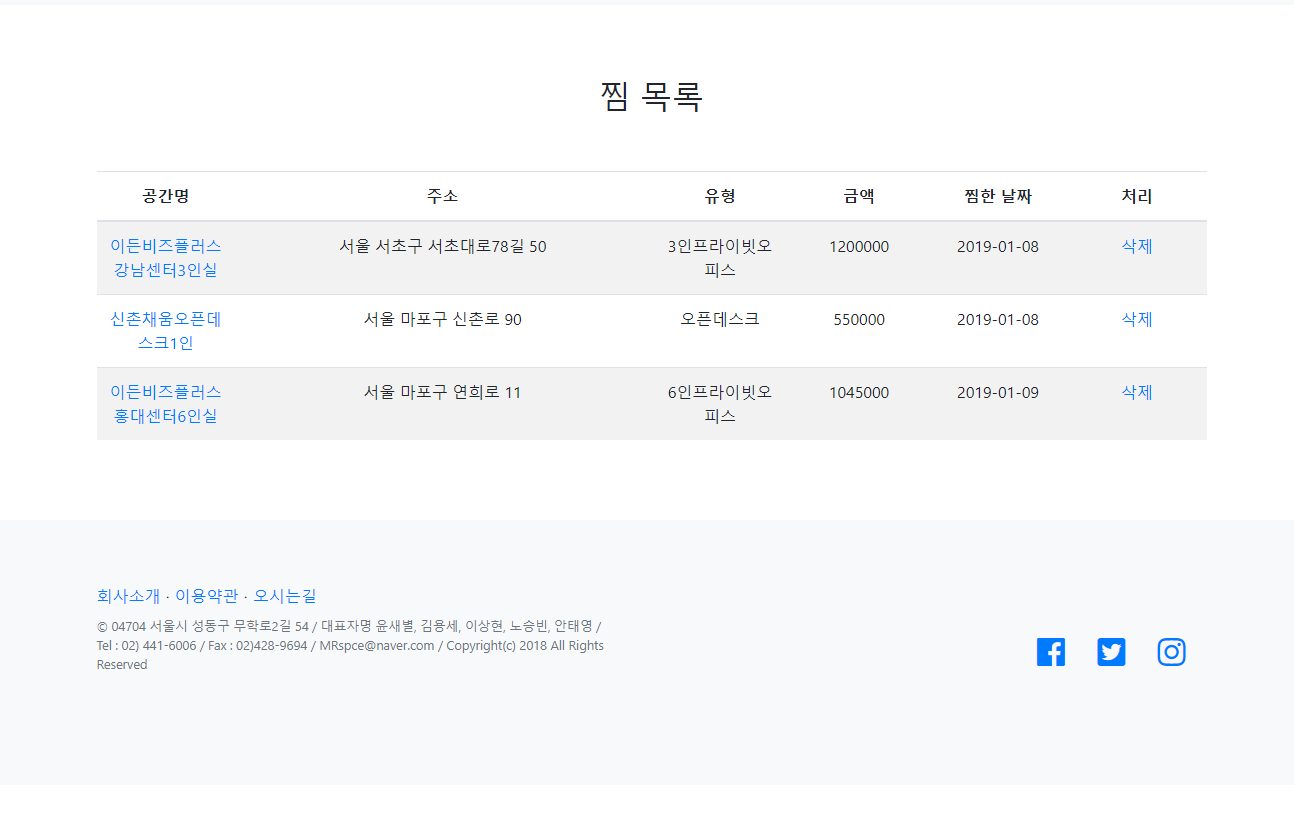 찜 목록
공간명 주소 유형 금액 찜한 날짜 처리
이든비즈플러스 서울 서초구 서초대로78길 50 3인프라이빗오 1200000 2019-01-08 삭제
강남센터3인실 피스
신촌채움오픈데 서울 마포구 신촌로 90 오픈데스크 550000 2019-01-08 삭제
스크1인
이든비즈플러스 서울 마포구 연희로 11 6인프라이빗오 1045000 2019-01-09 삭제
홍대센터6인실 피스
회사소개 · 이용약관 · 오시는길
© 04704 서울시 성동구 무학로2길 54 / 대표자명 윤새별, 김용세, 이상현, 노승빈, 안태영 /
Tel : 02) 441-6006 / Fax : 02)428-9694 / MRspce@naver.com / Copyright(c) 2018 All Rights
Reserved